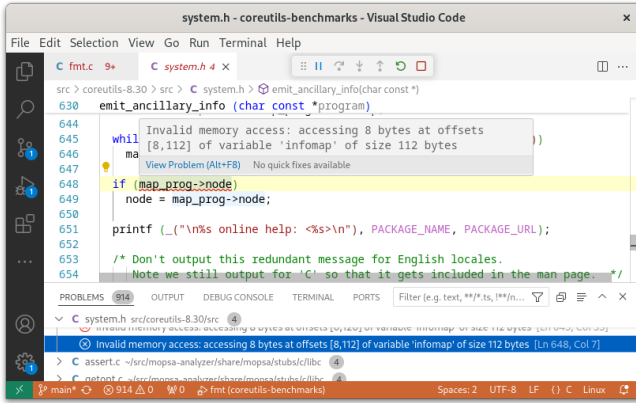 system.h - coreutils-benchmarks - Visual Studio Code
File Edit Selection View Go Run Terminal Help
fmt.c 9+ system.h 4
src > coreutils-8.30 > src > C system.h > emit_ancillary_info(char const *)
630 emit_ancillary_info (char const *program)
644
645 whil ))
646 ma
647
Invalid memory access: accessing 8 bytes at offsets
[8,112] of variable 'infomap' of size 112 bytes
View Problem (Alt+F8) No quick fixes available
648 if (map_prog->node)
649 node = map_prog->node;
650
651 printf (_("\n%s online help: <%s>\n"), PACKAGE_NAME, PACKAGE_URL);
652
653 /* Don't output this redundant message for English locales.
654 Note we still output for 'C' so that it gets included in the man page. */
PROBLEMS 914 OUTPUT DEBUG CONSOLE TERMINAL PORTS Filter (e.g. text, **/*.ts, !**/n...
C system.h src/coreutils-8.30/src 4
Invalid memory access: accessing 8 bytes at offsets [0,120] of variable 'infomap' of size 112 bytes
Invalid memory access: accessing 8 bytes at offsets [8,112] of variable 'infomap' of size 112 bytes [Ln 648, Col 7]
C assert.c ~/src/mopsa-analyzer/share/mopsa/stubs/c/libc 4
C getopt.c ~/src/mopsa-analyzer/share/mopsa/stubs/c/libc 4
main* 914 0 0 fmt (coreutils-benchmarks) Spaces: 2 UTF-8 LF {} C Linux